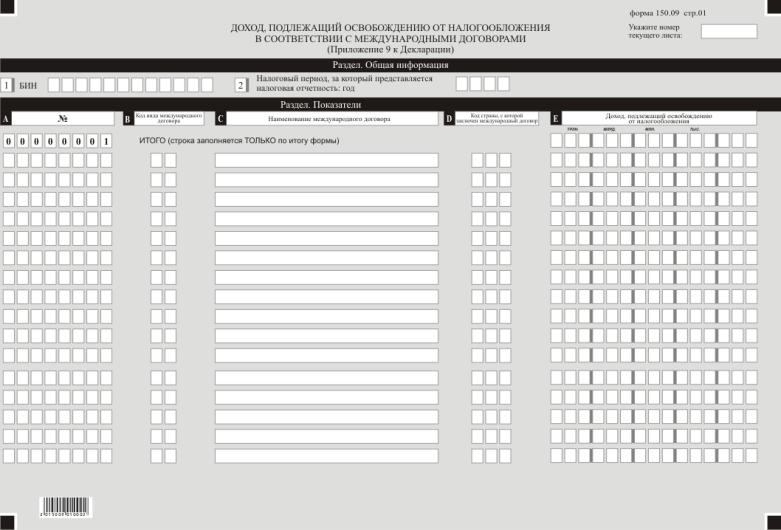 форма 150.09 стр.01
ДОХОД, ПОДЛЕЖАЩИЙ ОСВОБОЖДЕНИЮ ОТ НАЛОГООБЛОЖЕНИЯ
В СООТВЕТСТВИИ С МЕЖДУНАРОДНЫМИ ДОГОВОРАМИ
(Приложение 9 к Декларации)
Укажите номер
текущего листа:
Раздел. Общая информация
1 БИН
2 Налоговый период, за который представляется
налоговая отчетность: год
Раздел. Показатели
A №
B Код вида международного
договора
C Наименование международного договора
D Код страны, с которой
заключен международный договор
E Доход, подлежащий освобождению
от налогообложения
трлн. млрд. млн. тыс.
0 0 0 0 0 0 0 1 ИТОГО (строка заполняется ТОЛЬКО по итогу формы)